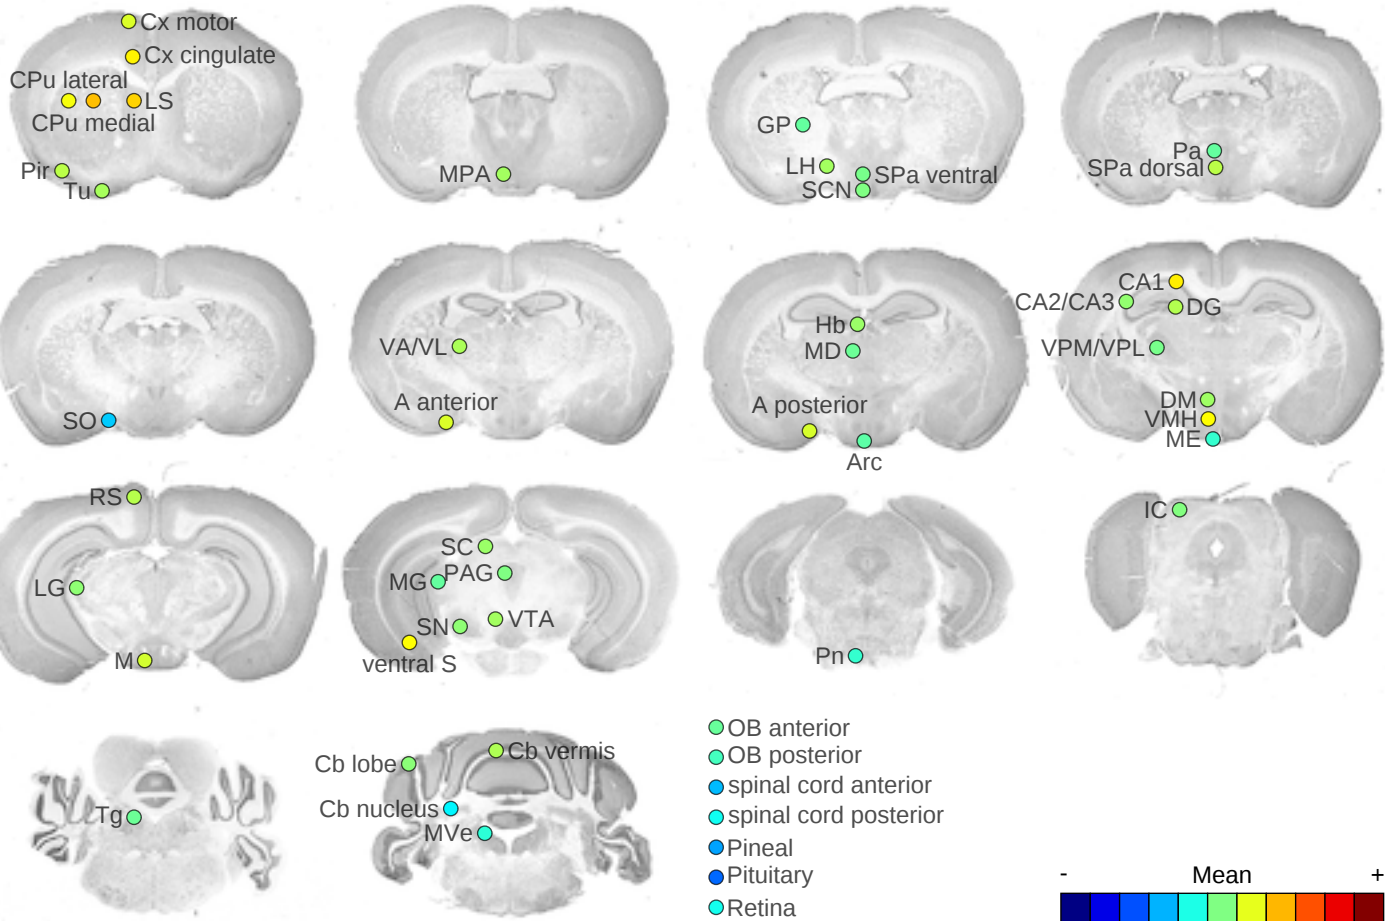 Cx motor
Cx cingulate
CPu lateral
LS
CPu medial
Pir
Tu
MPA
GP
LH
SPa ventral
SCN
Pa
SPa dorsal
SO
VA/VL
A anterior
Hb
MD
A posterior
Arc
CA1
CA2/CA3
DG
VPM/VPL
DM
VMH
ME
RS
LG
M
SC
MG
PAG
SN
VTA
ventral S
Pn
IC
Tg
Cb lobe
Cb vermis
Cb nucleus
MVe
OB anterior
OB posterior
spinal cord anterior
spinal cord posterior
Pineal
Pituitary
Retina
- Mean +